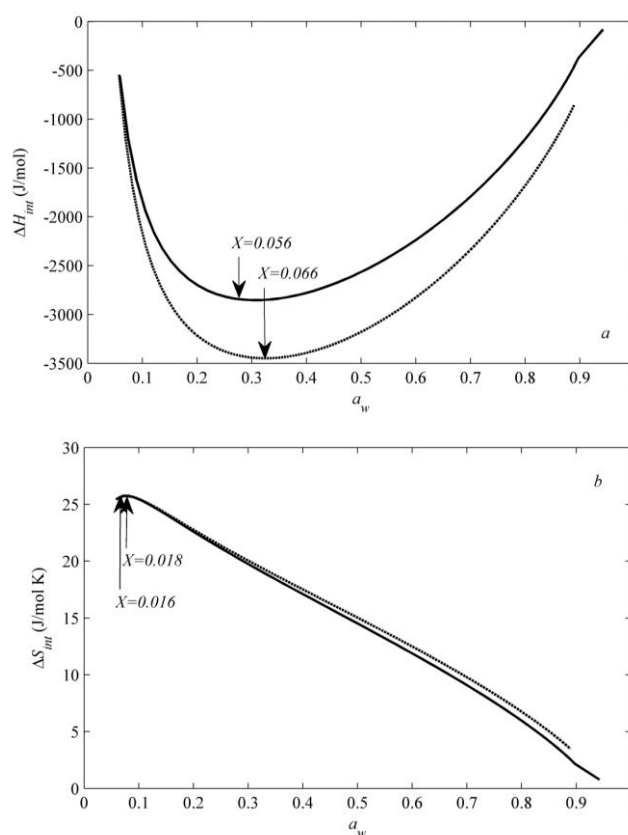 0
-500
-1000
-1500
-2000
-2500
-3000
-3500
ΔH_int (J/mol)
X=0.056
X=0.066
a
0 0.1 0.2 0.3 0.4 0.5 0.6 0.7 0.8 0.9
a_w
30
25
20
15
10
5
0
ΔS_int (J/mol K)
b
X=0.018
X=0.016
0 0.1 0.2 0.3 0.4 0.5 0.6 0.7 0.8 0.9
a_w